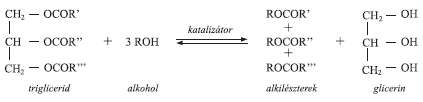 CH₂ — OCOR’ katalizátor ROCOR’ CH₂ — OH
+
CH — OCOR’’ + 3 ROH ROCOR’’ + CH — OH
+
CH₂ — OCOR’’’ ROCOR’’’ CH₂ — OH
triglicerid alkohol alkilészterek glicerin